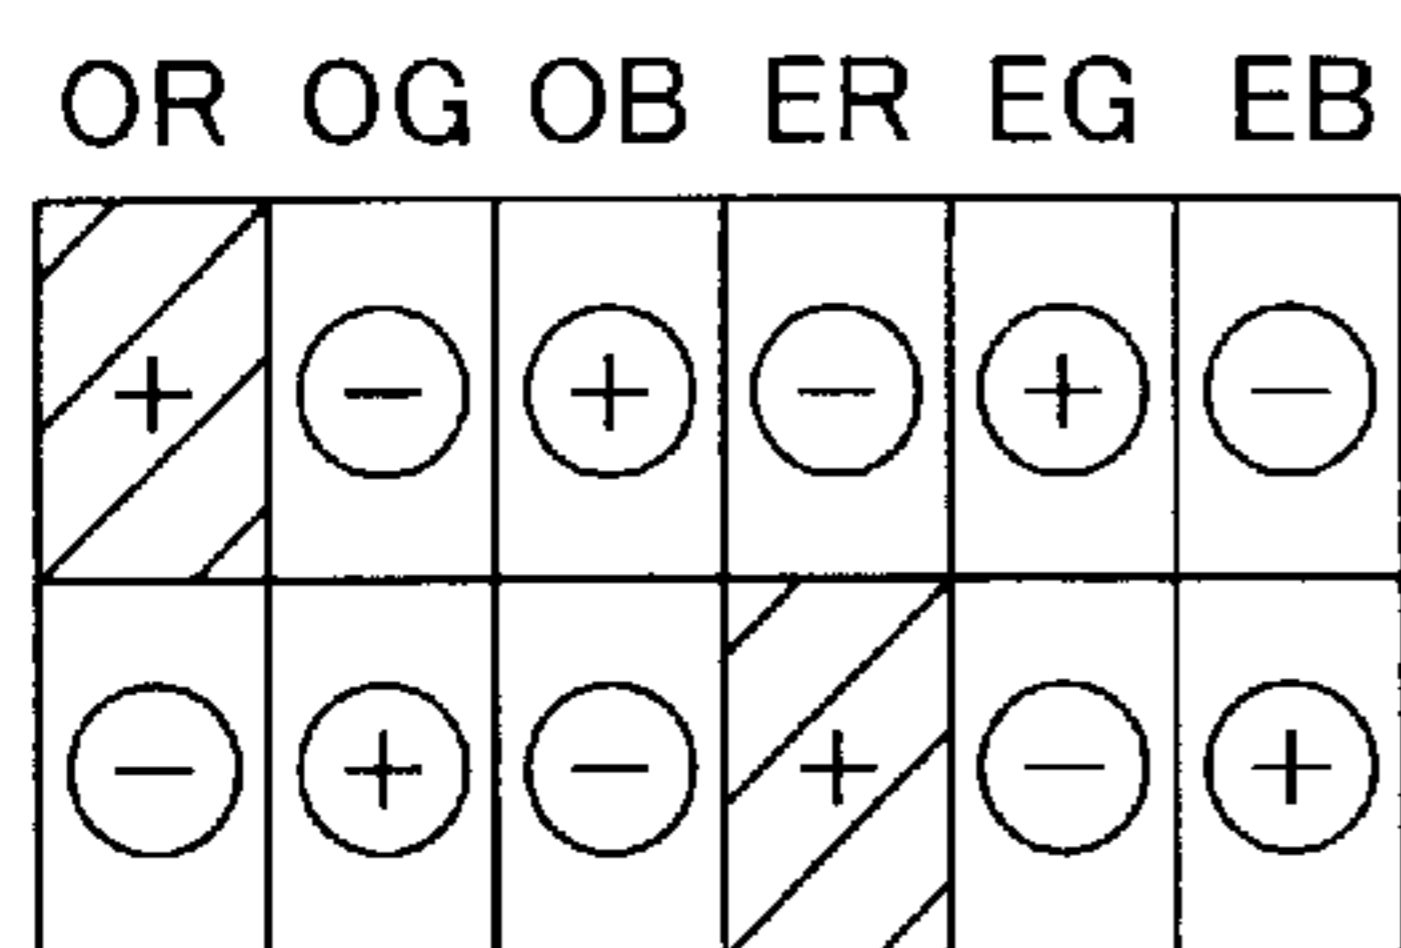 OR OG OB ER EG EB
+ − + − + −
− + − + − +